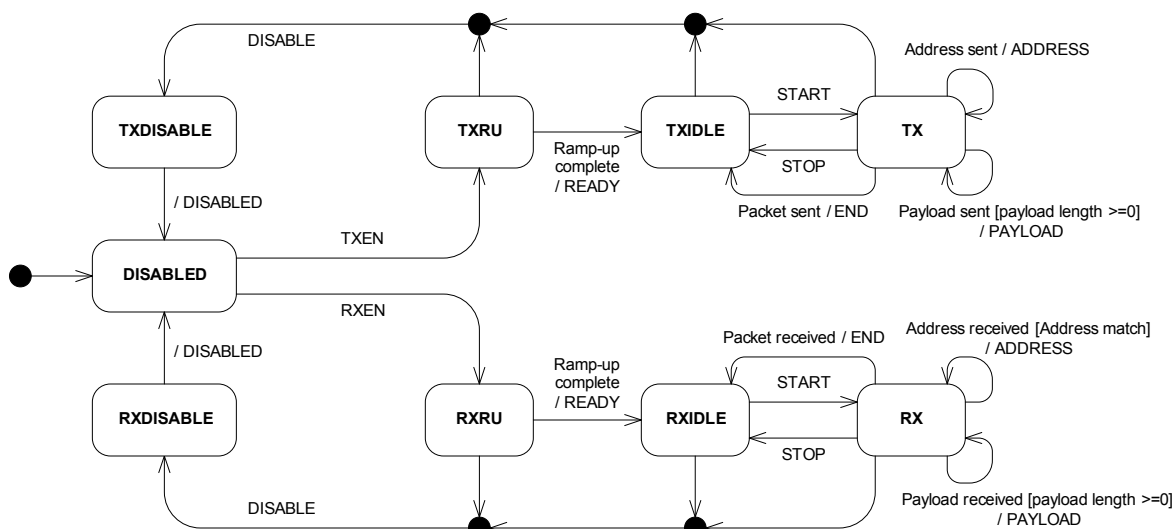 DISABLE
Address sent / ADDRESS
START
TXDISABLE
TXRU
TXIDLE
TX
Ramp-up
complete
/ READY
STOP
/ DISABLED
Packet sent / END
Payload sent [payload length >=0]
/ PAYLOAD
TXEN
DISABLED
RXEN
Packet received / END
Address received [Address match]
/ ADDRESS
/ DISABLED
Ramp-up
complete
/ READY
START
RXDISABLE
RXRU
RXIDLE
RX
STOP
DISABLE
Payload received [payload length >=0]
/ PAYLOAD